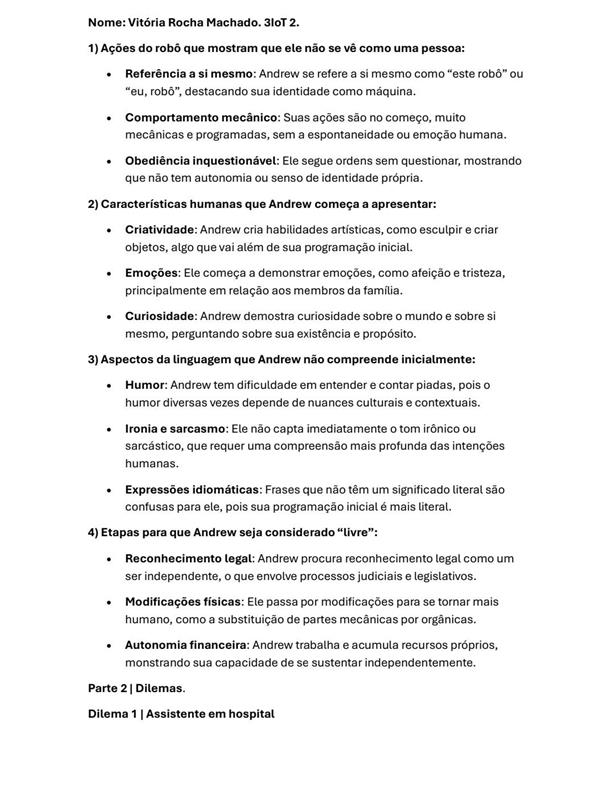 Nome: Vitória Rocha Machado. 3IoT 2.
1) Ações do robô que mostram que ele não se vê como uma pessoa:
• Referência a si mesmo: Andrew se refere a si mesmo como “este robô” ou
“eu, robô”, destacando sua identidade como máquina.
• Comportamento mecânico: Suas ações são no começo, muito
mecânicas e programadas, sem a espontaneidade ou emoção humana.
• Obediência inquestionável: Ele segue ordens sem questionar, mostrando
que não tem autonomia ou senso de identidade própria.
2) Características humanas que Andrew começa a apresentar:
• Criatividade: Andrew cria habilidades artísticas, como esculpir e criar
objetos, algo que vai além de sua programação inicial.
• Emoções: Ele começa a demonstrar emoções, como afeição e tristeza,
principalmente em relação aos membros da família.
• Curiosidade: Andrew demostra curiosidade sobre o mundo e sobre si
mesmo, perguntando sobre sua existência e propósito.
3) Aspectos da linguagem que Andrew não compreende inicialmente:
• Humor: Andrew tem dificuldade em entender e contar piadas, pois o
humor diversas vezes depende de nuances culturais e contextuais.
• Ironia e sarcasmo: Ele não capta imediatamente o tom irônico ou
sarcástico, que requer uma compreensão mais profunda das intenções
humanas.
• Expressões idiomáticas: Frases que não têm um significado literal são
confusas para ele, pois sua programação inicial é mais literal.
4) Etapas para que Andrew seja considerado “livre”:
• Reconhecimento legal: Andrew procura reconhecimento legal como um
ser independente, o que envolve processos judiciais e legislativos.
• Modificações físicas: Ele passa por modificações para se tornar mais
humano, como a substituição de partes mecânicas por orgânicas.
• Autonomia financeira: Andrew trabalha e acumula recursos próprios,
monstrando sua capacidade de se sustentar independentemente.
Parte 2 | Dilemas.
Dilema 1 | Assistente em hospital